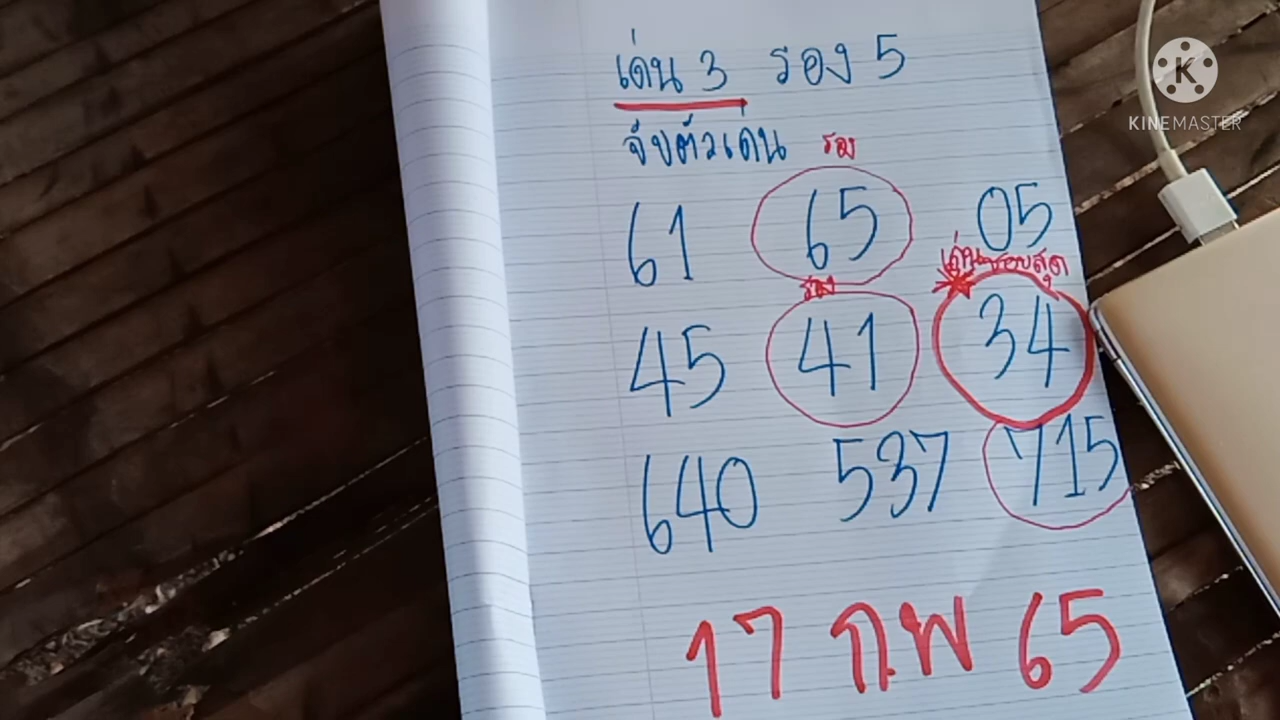 เด่น 3 รอง 5
จับตัวเด่น รอง
61 65 05
รอง เด่นชอบสุด
45 41 34
640 537 715
17 กพ 65
KINEMASTER